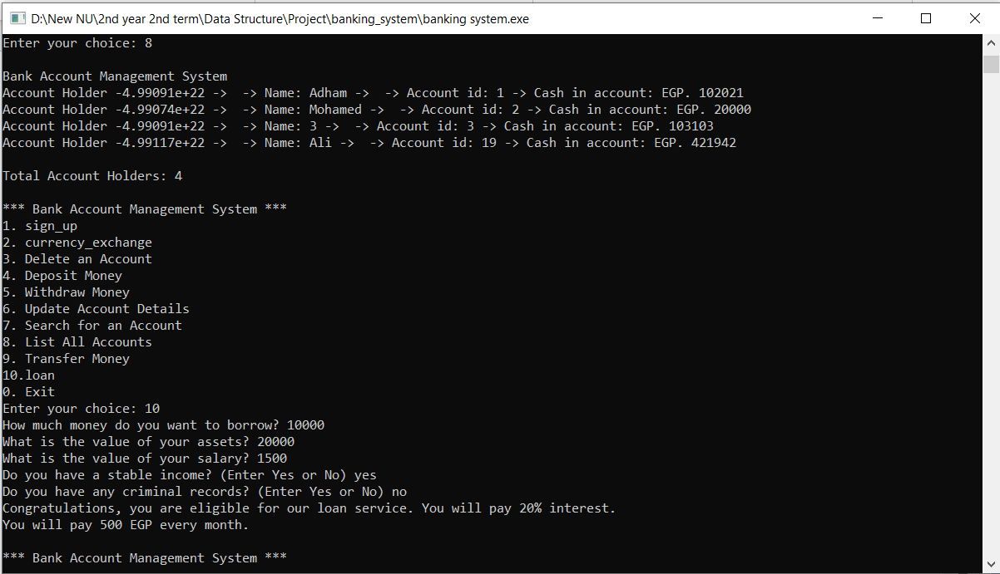 D:\New NU\2nd year 2nd term\Data Structure\Project\banking_system\banking system.exe
Enter your choice: 8
Bank Account Management System
Account Holder -4.99091e+22 ->  -> Name: Adham ->  -> Account id: 1 -> Cash in account: EGP. 102021
Account Holder -4.99074e+22 ->  -> Name: Mohamed ->  -> Account id: 2 -> Cash in account: EGP. 20000
Account Holder -4.99091e+22 ->  -> Name: 3 ->  -> Account id: 3 -> Cash in account: EGP. 103103
Account Holder -4.99117e+22 ->  -> Name: Ali ->  -> Account id: 19 -> Cash in account: EGP. 421942
Total Account Holders: 4
*** Bank Account Management System ***
1. sign_up
2. currency_exchange
3. Delete an Account
4. Deposit Money
5. Withdraw Money
6. Update Account Details
7. Search for an Account
8. List All Accounts
9. Transfer Money
10.loan
0. Exit
Enter your choice: 10
How much money do you want to borrow? 10000
What is the value of your assets? 20000
What is the value of your salary? 1500
Do you have a stable income? (Enter Yes or No) yes
Do you have any criminal records? (Enter Yes or No) no
Congratulations, you are eligible for our loan service. You will pay 20% interest.
You will pay 500 EGP every month.
*** Bank Account Management System ***